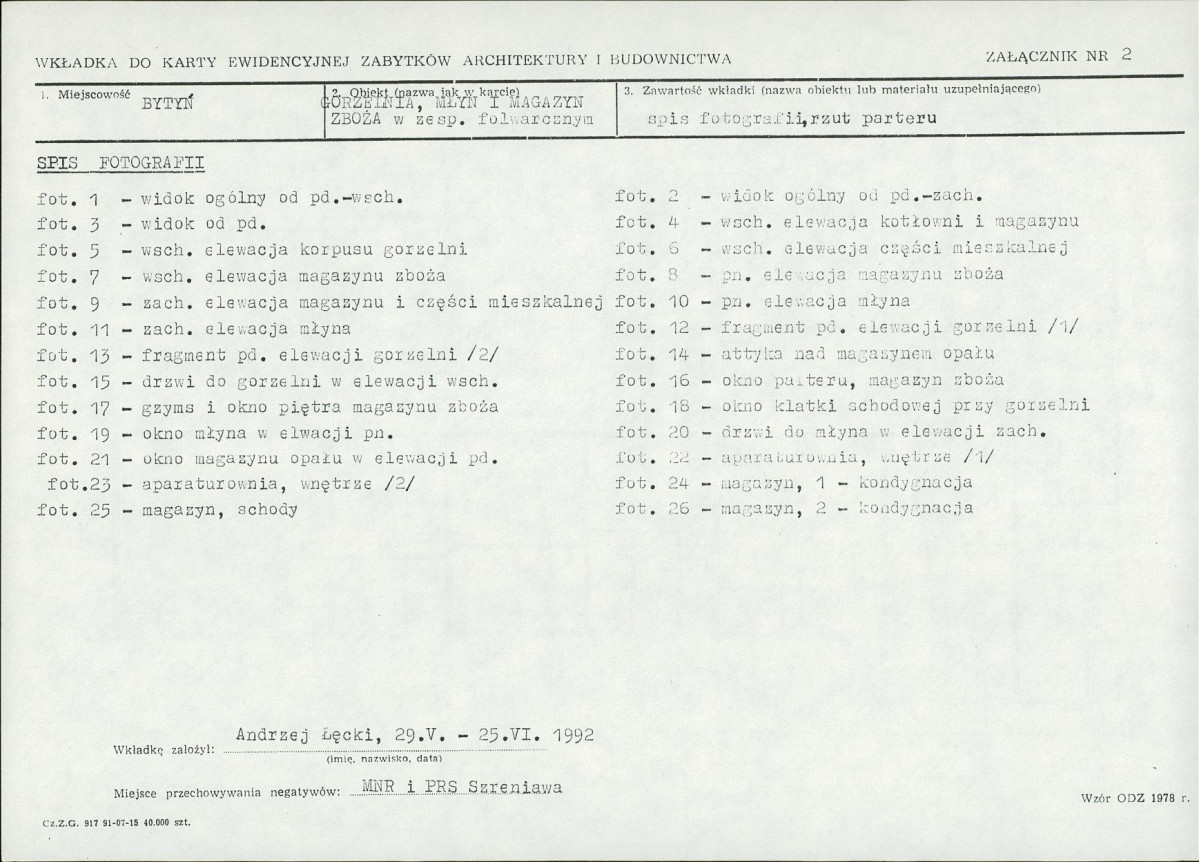 WKŁADKA DO KARTY EWIDENCYJNEJ ZABYTKÓW ARCHITEKTURY I BUDOWNICTWA
ZAŁĄCZNIK NR 2
1. Miejscowość
BYTYŃ
2. Obiekt (nazwa jak w karcie)
GORZELNIA, MŁYN I MAGAZYN
ZBOŻA w zesp. folwarcznym
3. Zawartość wkładki (nazwa obiektu lub materiału uzupełniającego)
spis fotografii,rzut parteru
SPIS FOTOGRAFII
fot. 1 - widok ogólny od pd.-wsch.
fot. 2 - widok ogólny od pd.-zach.
fot. 3 - widok od pd.
fot. 4 - wsch. elewacja kotłowni i magazynu
fot. 5 - wsch. elewacja korpusu gorzelni
fot. 6 - wsch. elewacja części mieszkalnej
fot. 7 - wsch. elewacja magazynu zboża
fot. 8 - pn. elewacja magazynu zboża
fot. 9 - zach. elewacja magazynu i części mieszkalnej
fot. 10 - pn. elewacja młyna
fot. 11 - zach. elewacja młyna
fot. 12 - fragment pd. elewacji gorzelni /1/
fot. 13 - fragment pd. elewacji gorzelni /2/
fot. 14 - attyka nad magazynem opału
fot. 15 - drzwi do gorzelni w elewacji wsch.
fot. 16 - okno parteru, magazyn zboża
fot. 17 - gzyms i okno piętra magazynu zboża
fot. 18 - okno klatki schodowej przy gorzelni
fot. 19 - okno młyna w elwacji pn.
fot. 20 - drzwi do młyna w elewacji zach.
fot. 21 - okno magazynu opału w elewacji pd.
fot. 22 - aparaturownia, wnętrze /1/
fot.23 - aparaturownia, wnętrze /2/
fot. 24 - magazyn, 1 - kondygnacja
fot. 25 - magazyn, schody
fot. 26 - magazyn, 2 - kondygnacja
Wkładkę założył: Andrzej Łęcki, 29.V. - 25.VI. 1992
(imię, nazwisko, data)
Miejsce przechowywania negatywów: MNR i PRS Szreniawa
Wzór ODZ 1978 r.
Cz.Z.G. 917 91-07-15 40.000 szt.